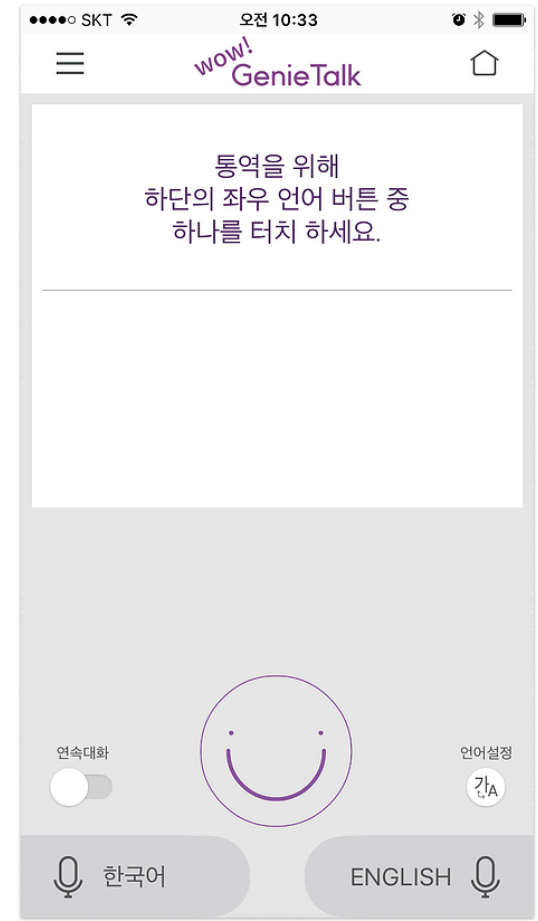 SKT 오전 10:33
wow!
GenieTalk
통역을 위해
하단의 좌우 언어 버튼 중
하나를 터치 하세요.
연속대화
언어설정
가A
한국어
ENGLISH